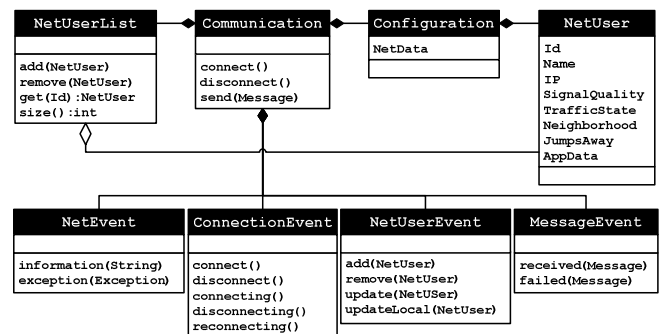 NetUserList
add(NetUser)
remove(NetUser)
get(Id):NetUser
size():int
Communication
connect()
disconnect()
send(Message)
Configuration
NetData
NetUser
Id
Name
IP
SignalQuality
TrafficState
Neighborhood
JumpsAway
AppData
NetEvent
information(String)
exception(Exception)
ConnectionEvent
connect()
disconnect()
connecting()
disconnecting()
reconnecting()
NetUserEvent
add(NetUser)
remove(NetUser)
update(NetUSer)
updateLocal(NetUser)
MessageEvent
received(Message)
failed(Message)